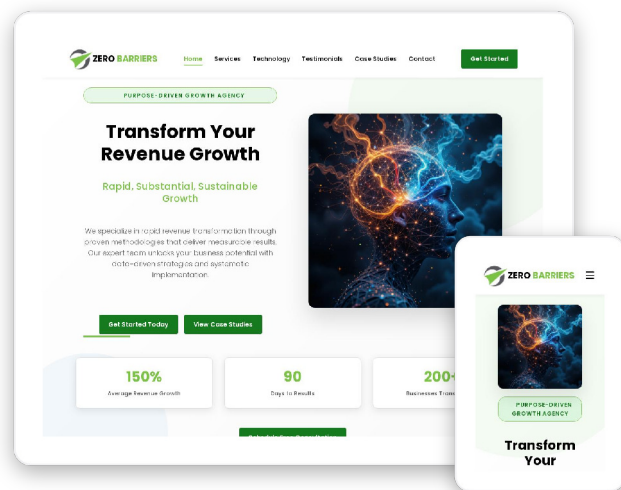 ZERO BARRIERS
Home Services Technology Testimonials Case Studies Contact Get Started
PURPOSE-DRIVEN GROWTH AGENCY
Transform Your
Revenue Growth
Rapid, Substantial, Sustainable
Growth
We specialize in rapid revenue transformation through
proven methodologies that deliver measurable results.
Our expert team unlocks your business potential with
data-driven strategies and systematic
implementation.
Get Started Today View Case Studies
150% 90 200+
Average Revenue Growth Days to Results Businesses
ZERO BARRIERS
PURPOSE-DRIVEN
GROWTH AGENCY
Transform
Your